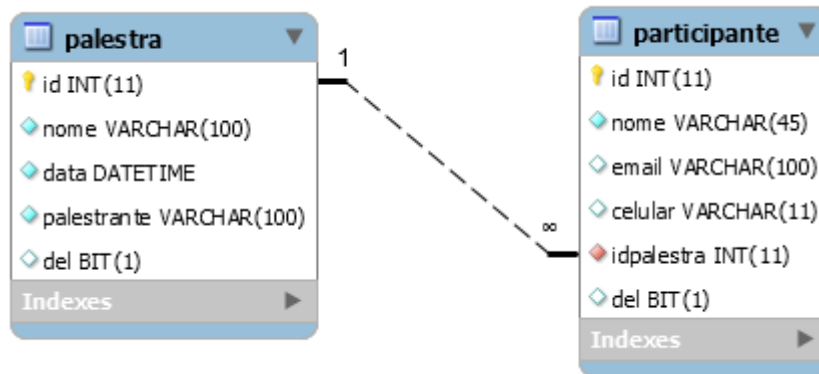 palestra
id INT(11)
nome VARCHAR(100)
data DATETIME
palestrante VARCHAR(100)
del BIT(1)
Indexes
1
∞
participante
id INT(11)
nome VARCHAR(45)
email VARCHAR(100)
celular VARCHAR(11)
idpalestra INT(11)
del BIT(1)
Indexes